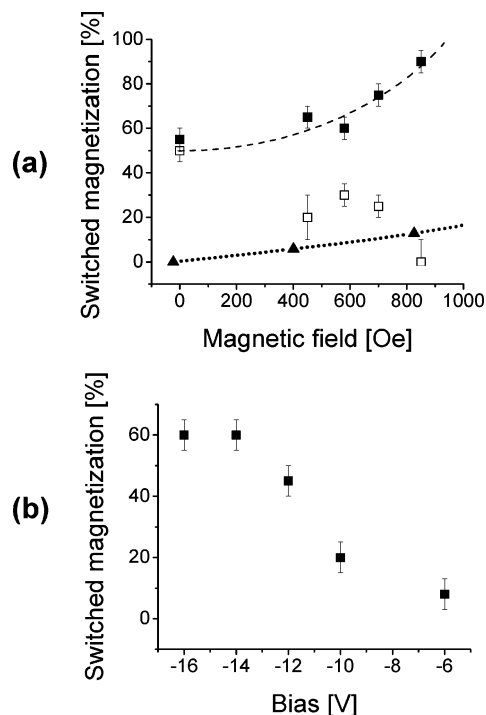 (a)
Switched magnetization [%]
100
80
60
40
20
0
0 200 400 600 800 1000
Magnetic field [Oe]
(b)
Switched magnetization [%]
60
40
20
0
-16 -14 -12 -10 -8 -6
Bias [V]